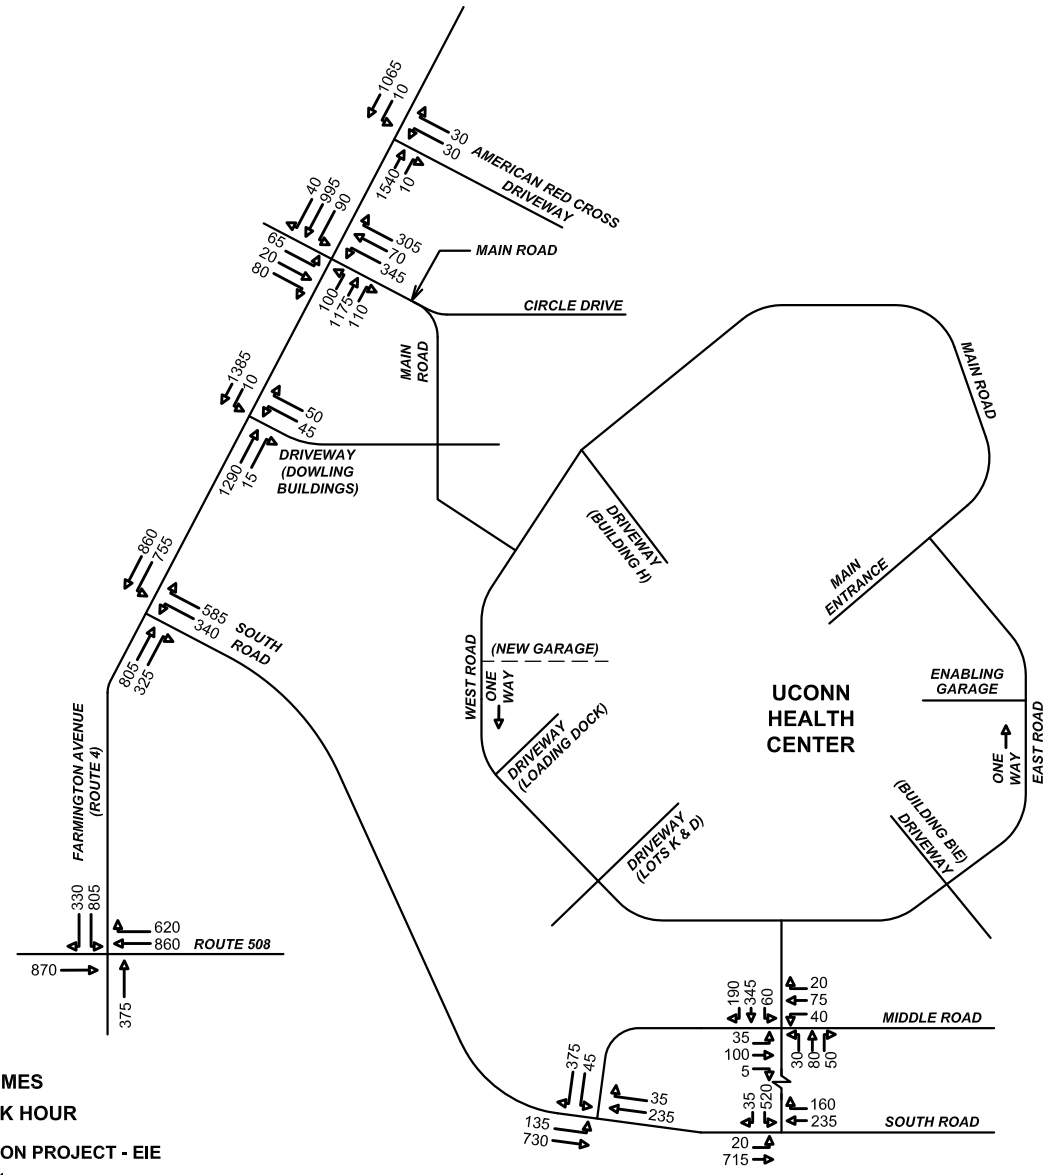 1065
10
30
30
AMERICAN RED CROSS
DRIVEWAY
1540
10
40
995
90
65
20
80
305
70
345
MAIN ROAD
100
1175
110
CIRCLE DRIVE
MAIN
ROAD
MAIN ROAD
1385
10
50
45
1290
15
DRIVEWAY
(DOWLING
BUILDINGS)
DRIVEWAY
(BUILDING H)
MAIN
ENTRANCE
860
755
585
340
SOUTH
ROAD
805
325
WEST ROAD
(NEW GARAGE)
ONE
WAY
DRIVEWAY
(LOADING DOCK)
UCONN
HEALTH
CENTER
ENABLING
GARAGE
ONE
WAY
EAST ROAD
FARMINGTON AVENUE
(ROUTE 4)
DRIVEWAY
(LOTS K & D)
(BUILDING B\E)
DRIVEWAY
330
805
620
860
ROUTE 508
870
375
190
345
60
20
75
40
MIDDLE ROAD
35
100
5
30
80
50
375
45
35
235
135
730
35
520
160
235
SOUTH ROAD
20
715
MES
K HOUR
ON PROJECT - EIE